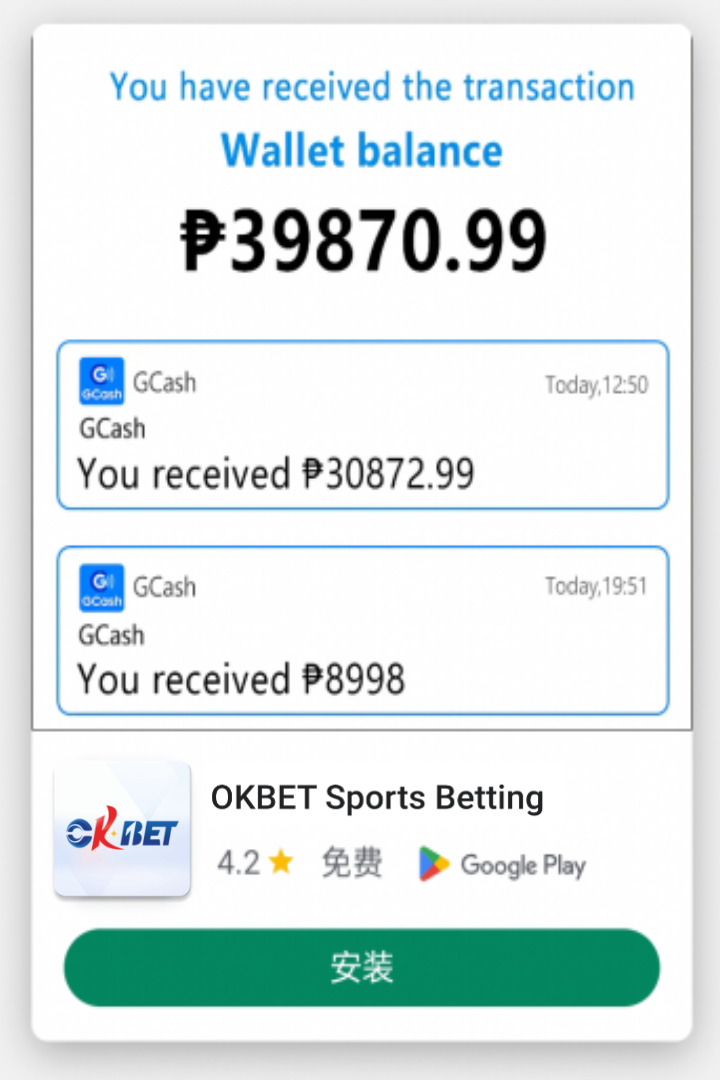 You have received the transaction
Wallet balance
₱39870.99
G
GCash
GCash
Today,12:50
GCash
You received ₱30872.99
G
GCash
GCash
Today,19:51
GCash
You received ₱8998
OKBET
OKBET Sports Betting
4.2 ★ 免费 Google Play
安装